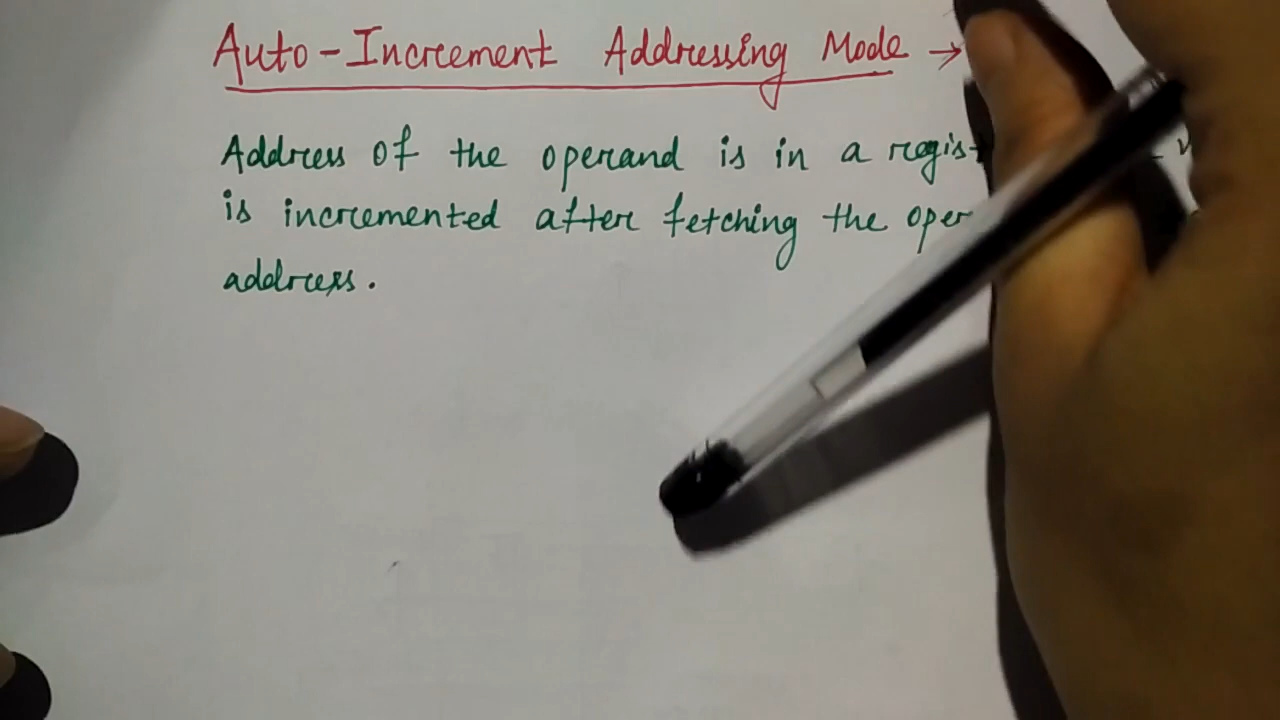 Auto-Increment Addressing Mode →
Address of the operand is in a regis
is incremented after fetching the oper
address.